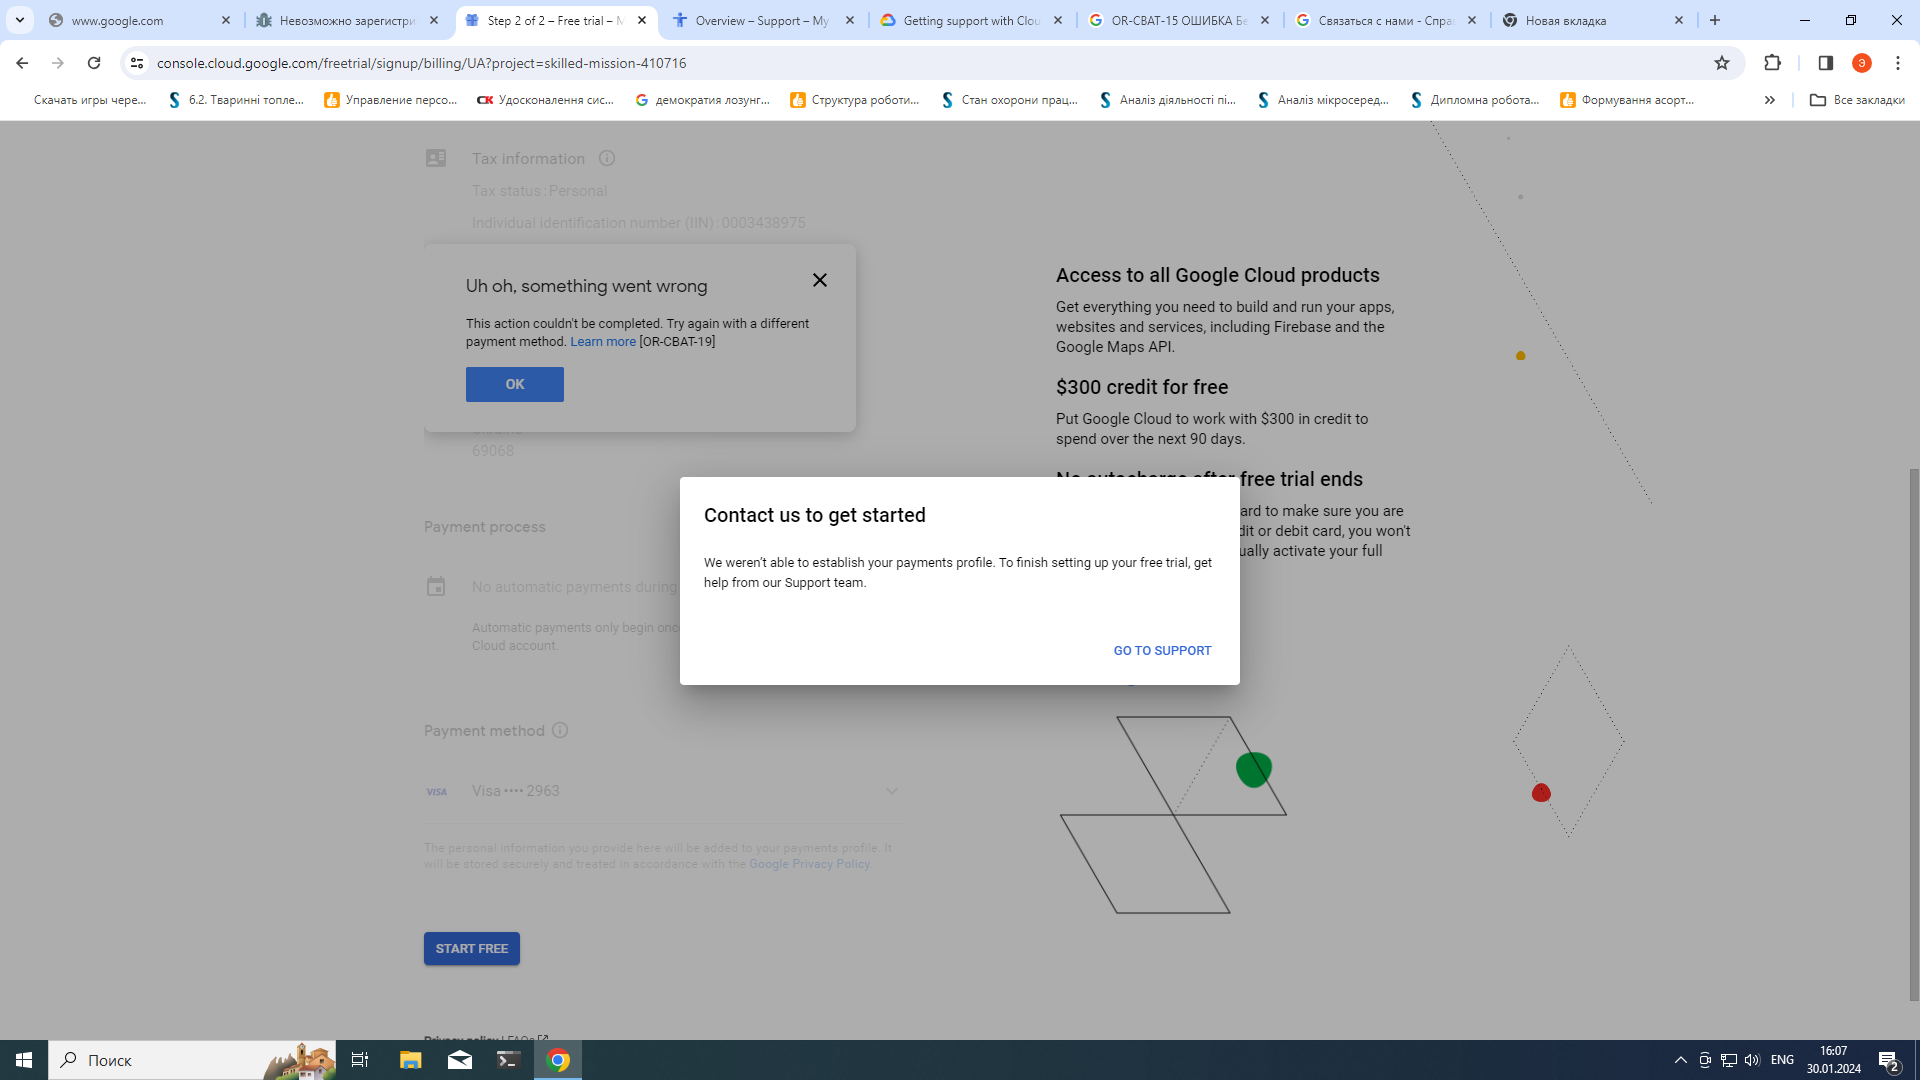 www.google.com
Невозможно зарегистри
Step 2 of 2 – Free trial – M
Overview – Support – My
Getting support with Clou
OR-CBAT-15 ОШИБКА Бе
Связаться с нами - Спра
Новая вкладка
console.cloud.google.com/freetrial/signup/billing/UA?project=skilled-mission-410716
Э
Скачать игры чере...
6.2. Тваринні топле...
Управление персо...
Удосконалення сис...
демократия лозунг...
Структура роботи...
Стан охорони прац...
Аналіз діяльності пі...
Аналіз мікросеред...
Дипломна робота...
Формування асорт...
Все закладки
Tax information
Tax status: Personal
Individual identification number (IIN): 0003438975
Uh oh, something went wrong
This action couldn't be completed. Try again with a different
payment method. Learn more [OR-CBAT-19]
OK
69068
Payment process
No automatic payments during
Automatic payments only begin once
Cloud account.
Payment method
VISA
Visa •••• 2963
The personal information you provide here will be added to your payments profile. It
will be stored securely and treated in accordance with the Google Privacy Policy.
START FREE
Privacy policy | FAQs
Access to all Google Cloud products
Get everything you need to build and run your apps,
websites and services, including Firebase and the
Google Maps API.
$300 credit for free
Put Google Cloud to work with $300 in credit to
spend over the next 90 days.
No autocharge after free trial ends
ard to make sure you are
dit or debit card, you won't
ually activate your full
Contact us to get started
We weren't able to establish your payments profile. To finish setting up your free trial, get
help from our Support team.
GO TO SUPPORT
Поиск
ENG
16:07
30.01.2024
2